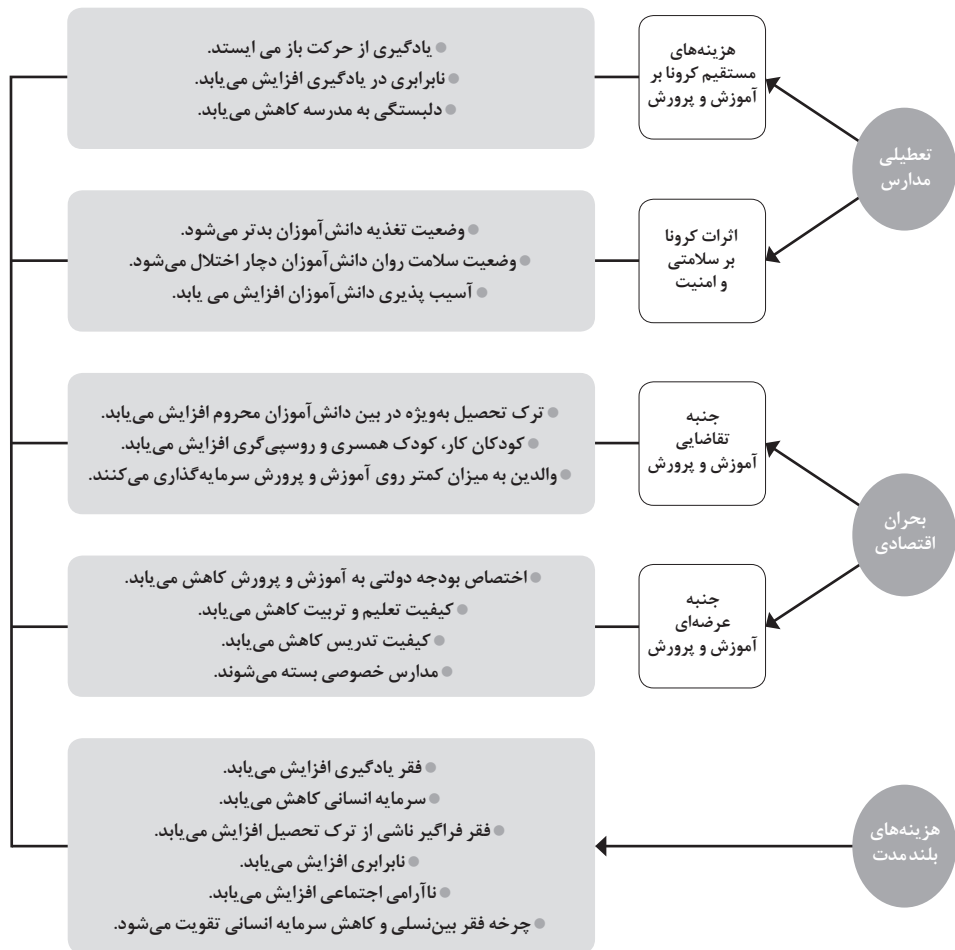 تعطیلی
مدارس
هزینه‌های
مستقیم کرونا بر
آموزش و پرورش
● یادگیری از حرکت باز می ایستد.
● نابرابری در یادگیری افزایش می‌یابد.
● دلبستگی به مدرسه کاهش می‌یابد.
اثرات کرونا
بر سلامتی
و امنیت
● وضعیت تغذیه دانش‌آموزان بدتر می‌شود.
● وضعیت سلامت روان دانش‌آموزان دچار اختلال می‌شود.
● آسیب پذیری دانش‌آموزان افزایش می یابد.
بحران
اقتصادی
جنبه
تقاضایی
آموزش و پرورش
● ترک تحصیل به‌ویژه در بین دانش‌آموزان محروم افزایش می‌یابد.
● کودکان کار، کودک همسری و روسپی‌گری افزایش می‌یابد.
● والدین به میزان کمتر روی آموزش و پرورش سرمایه‌گذاری می‌کنند.
جنبه
عرضه‌ای
آموزش و پرورش
● اختصاص بودجه دولتی به آموزش و پرورش کاهش می‌یابد.
● کیفیت تعلیم و تربیت کاهش می‌یابد.
● کیفیت تدریس کاهش می‌یابد.
● مدارس خصوصی بسته می‌شوند.
هزینه‌های
بلندمدت
● فقر یادگیری افزایش می‌یابد.
● سرمایه انسانی کاهش می‌یابد.
● فقر فراگیر ناشی از ترک تحصیل افزایش می‌یابد.
● نابرابری افزایش می‌یابد.
● ناآرامی اجتماعی افزایش می‌یابد.
● چرخه فقر بین‌نسلی و کاهش سرمایه انسانی تقویت می‌شود.